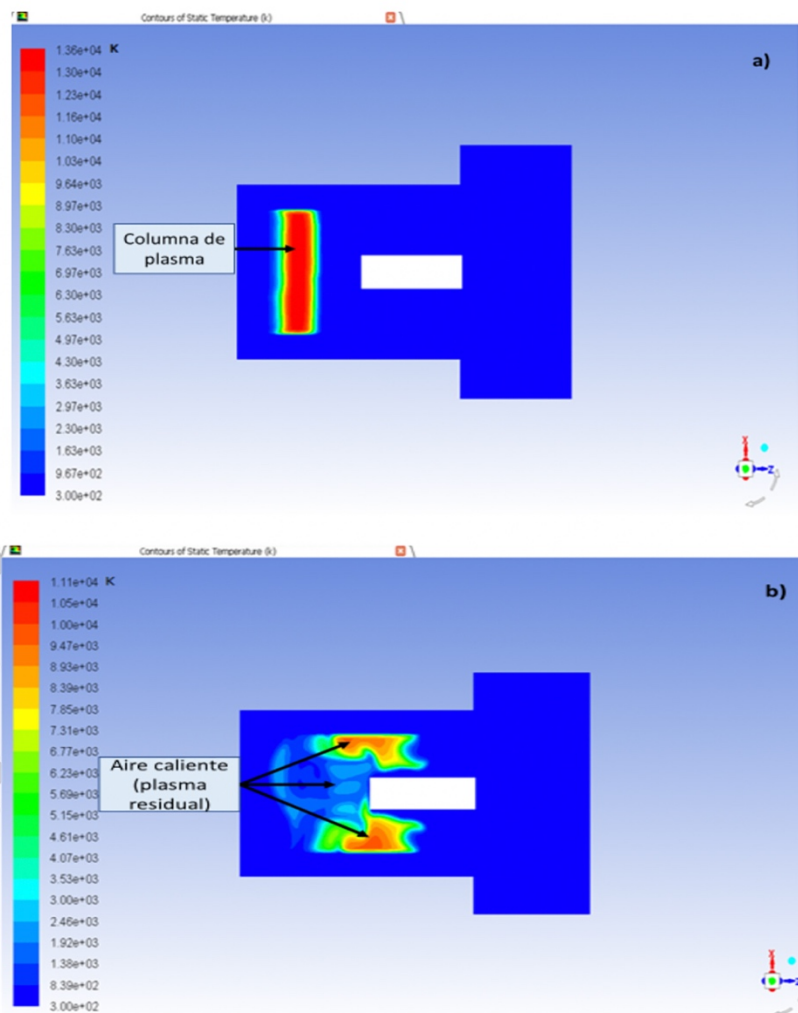 Contours of Static Temperature (k)
1.36e+04 K
1.30e+04
1.23e+04
1.16e+04
1.10e+04
1.03e+04
9.64e+03
8.97e+03
8.30e+03
7.63e+03
6.97e+03
6.30e+03
5.63e+03
4.97e+03
4.30e+03
3.63e+03
2.97e+03
2.30e+03
1.63e+03
9.67e+02
3.00e+02
a)
Columna de
plasma
X
Z
Contours of Static Temperature (k)
1.11e+04 K
1.05e+04
1.00e+04
9.47e+03
8.93e+03
8.39e+03
7.85e+03
7.31e+03
6.77e+03
6.23e+03
5.69e+03
5.15e+03
4.61e+03
4.07e+03
3.53e+03
3.00e+03
2.46e+03
1.92e+03
1.38e+03
8.39e+02
3.00e+02
b)
Aire caliente
(plasma
residual)
X
Z